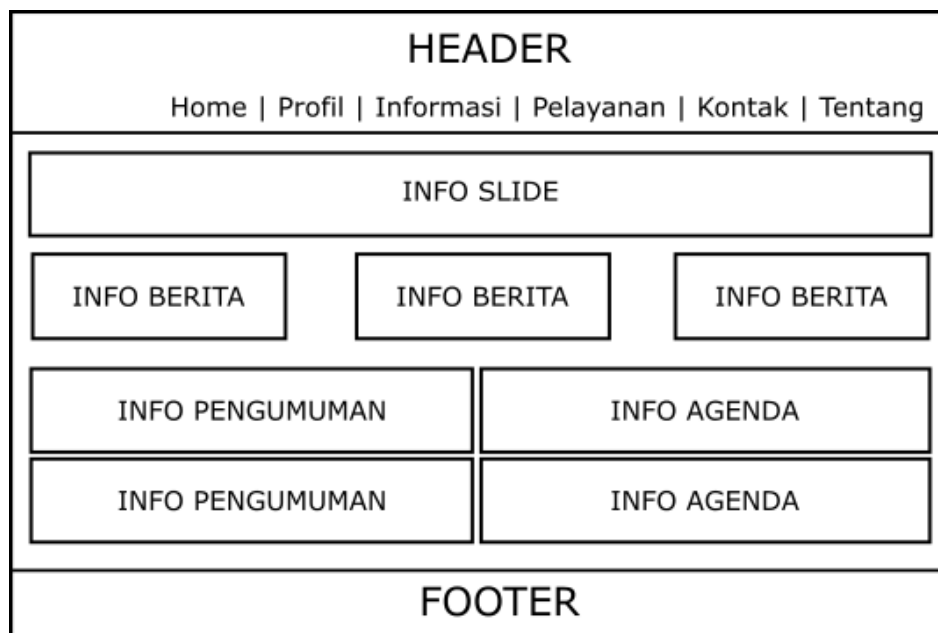 HEADER
Home | Profil | Informasi | Pelayanan | Kontak | Tentang
INFO SLIDE
INFO BERITA INFO BERITA INFO BERITA
INFO PENGUMUMAN INFO AGENDA
INFO PENGUMUMAN INFO AGENDA
FOOTER